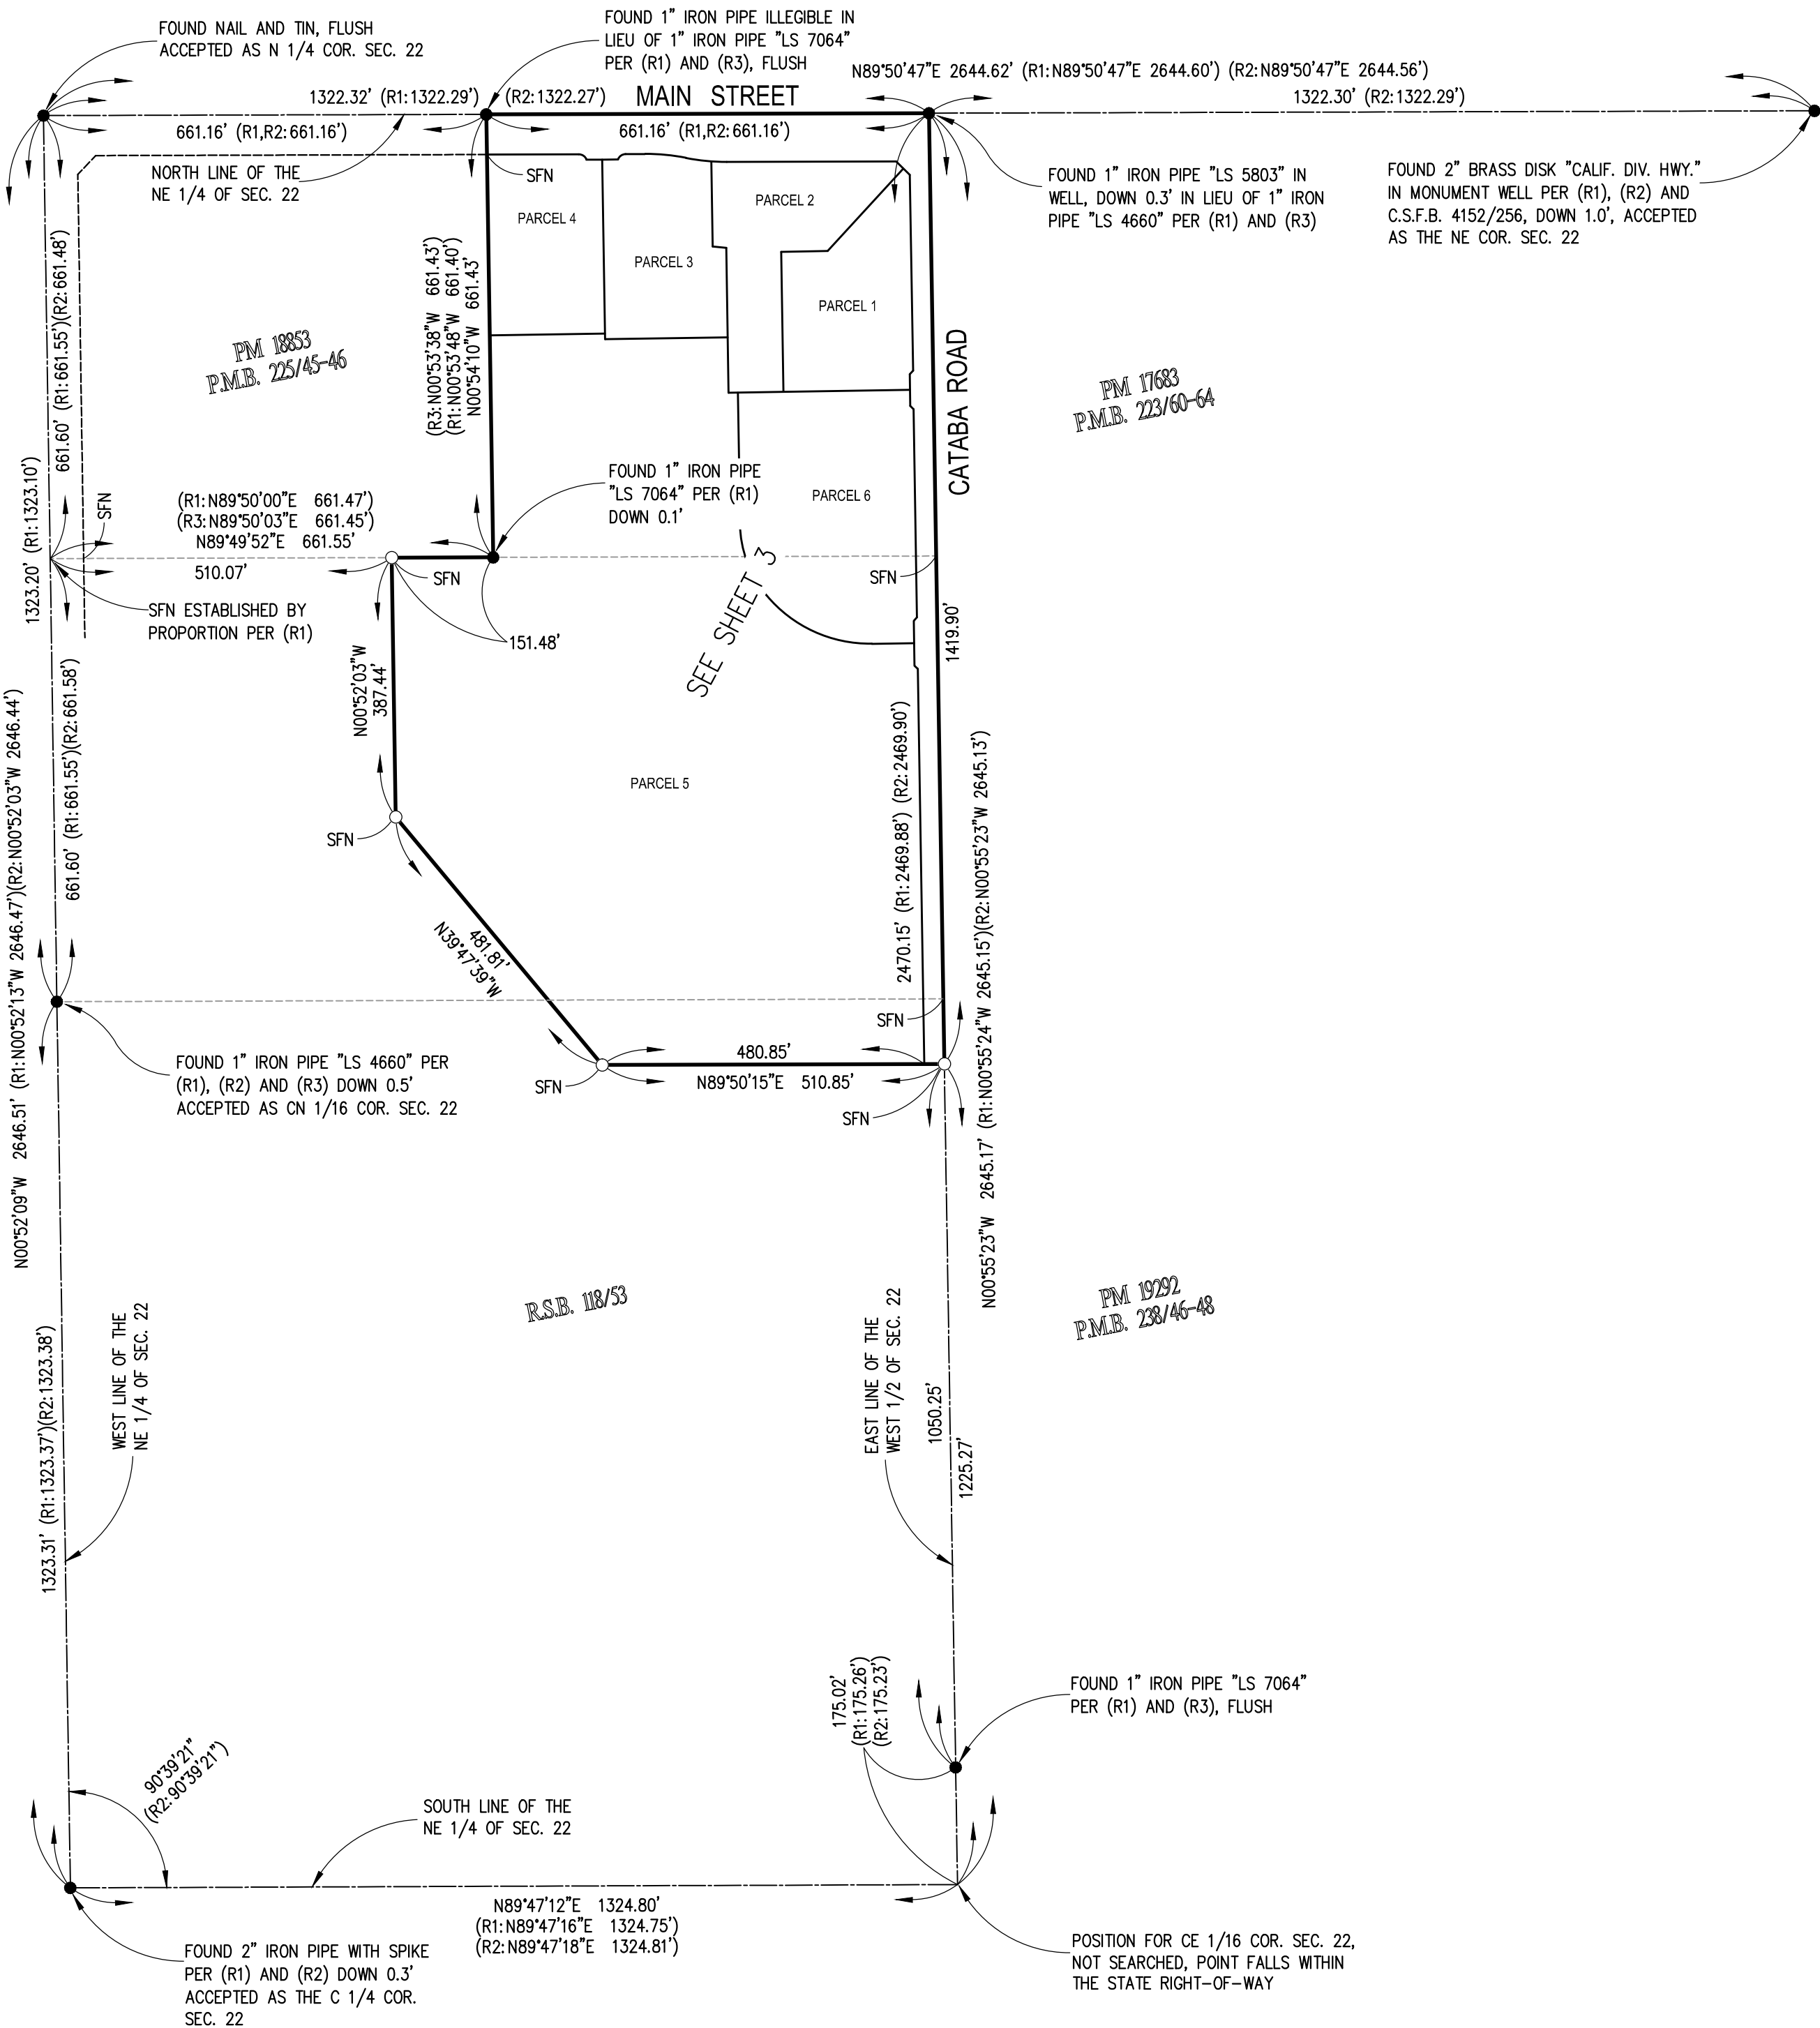 FOUND NAIL AND TIN, FLUSH
ACCEPTED AS N 1/4 COR. SEC. 22
FOUND 1" IRON PIPE ILLEGIBLE IN
LIEU OF 1" IRON PIPE "LS 7064"
PER (R1) AND (R3), FLUSH
N89°50'47"E 2644.62' (R1:N89°50'47"E 2644.60') (R2:N89°50'47"E 2644.56')
1322.32' (R1:1322.29') (R2:1322.27')
MAIN STREET
1322.30' (R2:1322.29')
661.16' (R1,R2:661.16')
661.16' (R1,R2:661.16')
NORTH LINE OF THE
NE 1/4 OF SEC. 22
SFN
FOUND 1" IRON PIPE "LS 5803" IN
WELL, DOWN 0.3' IN LIEU OF 1" IRON
PIPE "LS 4660" PER (R1) AND (R3)
FOUND 2" BRASS DISK "CALIF. DIV. HWY."
IN MONUMENT WELL PER (R1), (R2) AND
C.S.F.B. 4152/256, DOWN 1.0', ACCEPTED
AS THE NE COR. SEC. 22
PARCEL 4
PARCEL 2
PARCEL 3
PARCEL 1
661.60' (R1:661.55')(R2:661.48')
(R3:N00°53'38"W 661.43')
(R1:N00°53'48"W 661.40')
N00°54'10"W 661.43'
PM 18853
P.M.B. 225/45-46
CATABA ROAD
PM 17683
P.M.B. 223/60-64
1323.20' (R1:1323.10')
SFN
(R1:N89°50'00"E 661.47')
(R3:N89°50'03"E 661.45')
N89°49'52"E 661.55'
510.07'
FOUND 1" IRON PIPE
"LS 7064" PER (R1)
DOWN 0.1'
PARCEL 6
SFN
SFN
SFN ESTABLISHED BY
PROPORTION PER (R1)
151.48'
SEE SHEET 3
1419.90'
N00°52'03"W
387.44'
661.60' (R1:661.55')(R2:661.58')
N00°52'09"W 2646.51' (R1:N00°52'13"W 2646.47')(R2:N00°52'03"W 2646.44')
PARCEL 5
2470.15' (R1:2469.88') (R2:2469.90')
N00°55'23"W 2645.17' (R1:N00°55'24"W 2645.15')(R2:N00°55'23"W 2645.13')
SFN
481.81'
N39°47'39"W
SFN
FOUND 1" IRON PIPE "LS 4660" PER
(R1), (R2) AND (R3) DOWN 0.5'
ACCEPTED AS CN 1/16 COR. SEC. 22
480.85'
N89°50'15"E 510.85'
SFN
SFN
R.S.B. 118/53
PM 19292
P.M.B. 238/46-48
WEST LINE OF THE
NE 1/4 OF SEC. 22
EAST LINE OF THE
WEST 1/2 OF SEC. 22
1323.31' (R1:1323.37')(R2:1323.38')
1050.25'
1225.27'
175.02'
(R1:175.26')
(R2:175.23')
FOUND 1" IRON PIPE "LS 7064"
PER (R1) AND (R3), FLUSH
90°39'21"
(R2:90°39'21")
SOUTH LINE OF THE
NE 1/4 OF SEC. 22
N89°47'12"E 1324.80'
(R1:N89°47'16"E 1324.75')
(R2:N89°47'18"E 1324.81')
FOUND 2" IRON PIPE WITH SPIKE
PER (R1) AND (R2) DOWN 0.3'
ACCEPTED AS THE C 1/4 COR.
SEC. 22
POSITION FOR CE 1/16 COR. SEC. 22,
NOT SEARCHED, POINT FALLS WITHIN
THE STATE RIGHT-OF-WAY